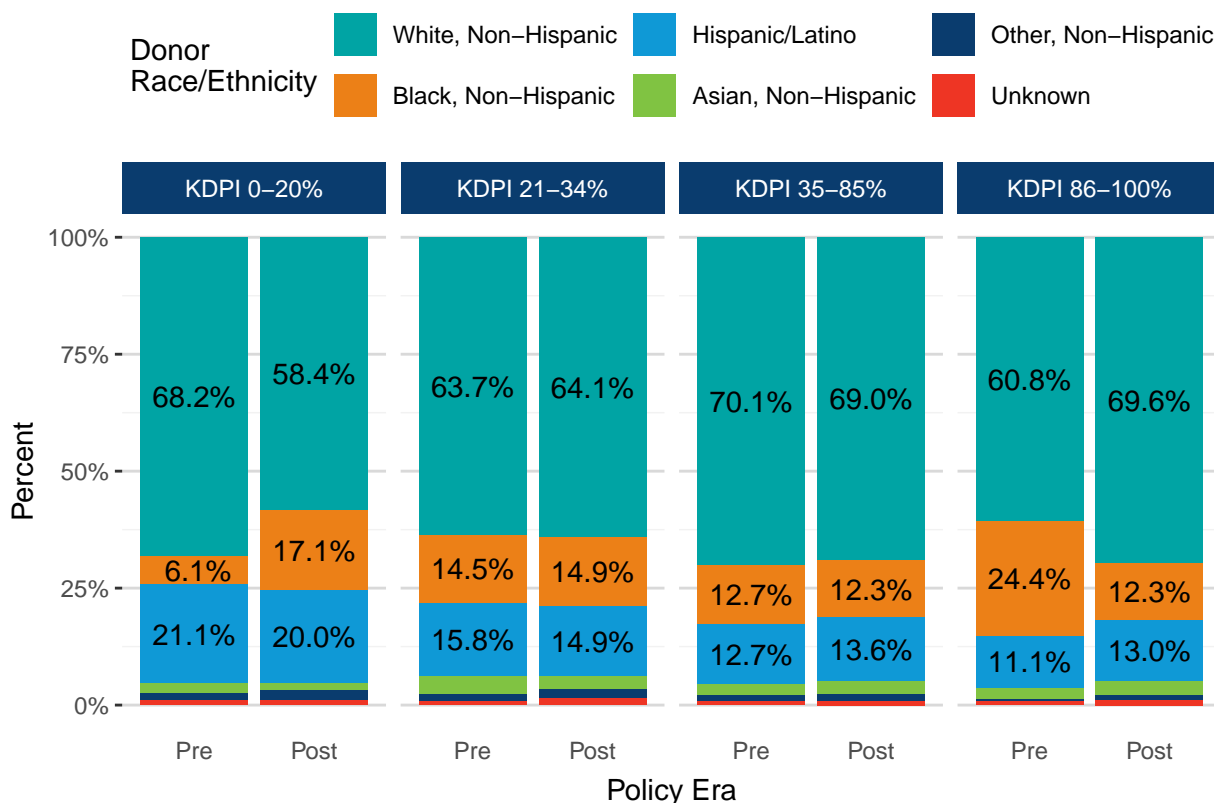 Donor
Race/Ethnicity
White, Non−Hispanic
Hispanic/Latino
Other, Non−Hispanic
Black, Non−Hispanic
Asian, Non−Hispanic
Unknown
KDPI 0−20%
KDPI 21−34%
KDPI 35−85%
KDPI 86−100%
100%
75%
50%
25%
0%
Percent
68.2%
58.4%
63.7%
64.1%
70.1%
69.0%
60.8%
69.6%
6.1%
17.1%
14.5%
14.9%
12.7%
12.3%
24.4%
12.3%
21.1%
20.0%
15.8%
14.9%
12.7%
13.6%
11.1%
13.0%
Pre
Post
Pre
Post
Pre
Post
Pre
Post
Policy Era